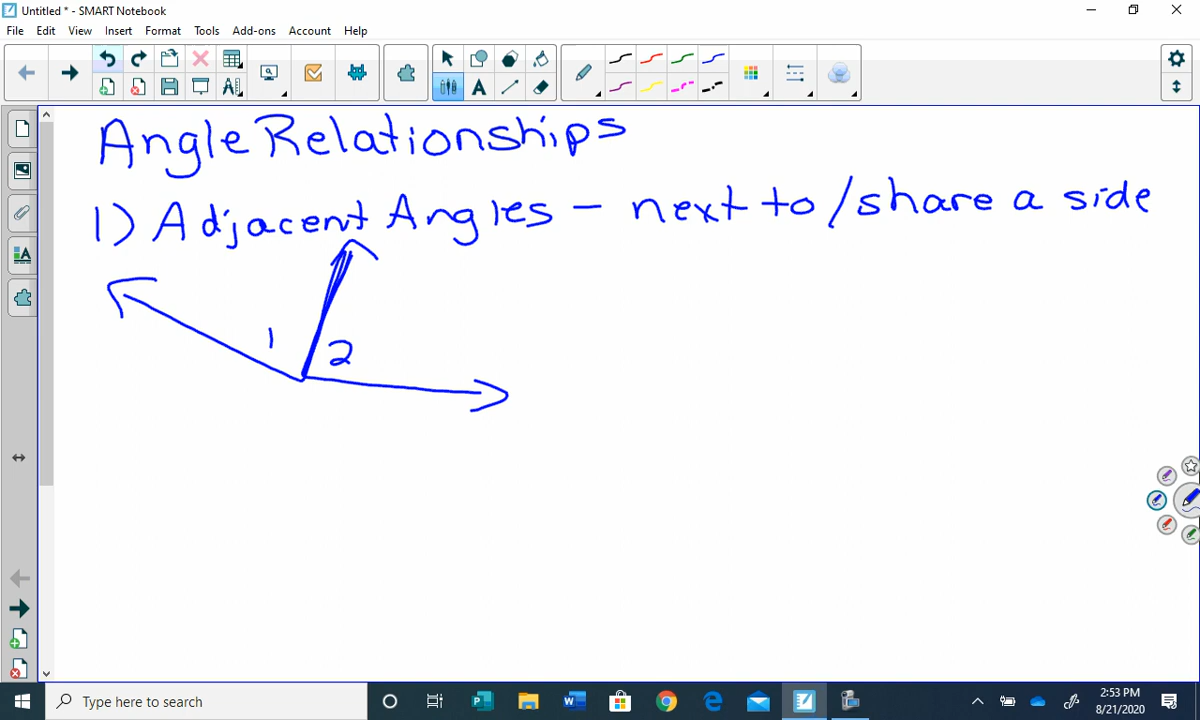 Untitled * - SMART Notebook
File Edit View Insert Format Tools Add-ons Account Help
Angle Relationships
1) Adjacent Angles - next to/share a side
1
2
Type here to search
2:53 PM
8/21/2020